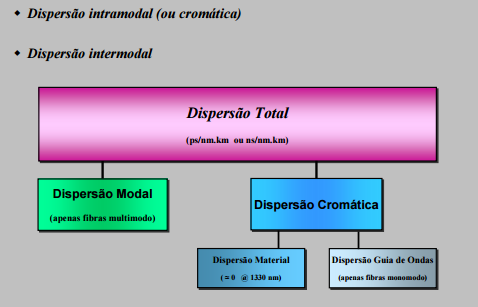 Dispersão intramodal (ou cromática)
Dispersão intermodal
Dispersão Total
(ps/nm.km ou ns/nm.km)
Dispersão Modal
(apenas fibras multimodo)
Dispersão Cromática
Dispersão Material
( = 0 @ 1330 nm)
Dispersão Guia de Ondas
(apenas fibras monomodo)